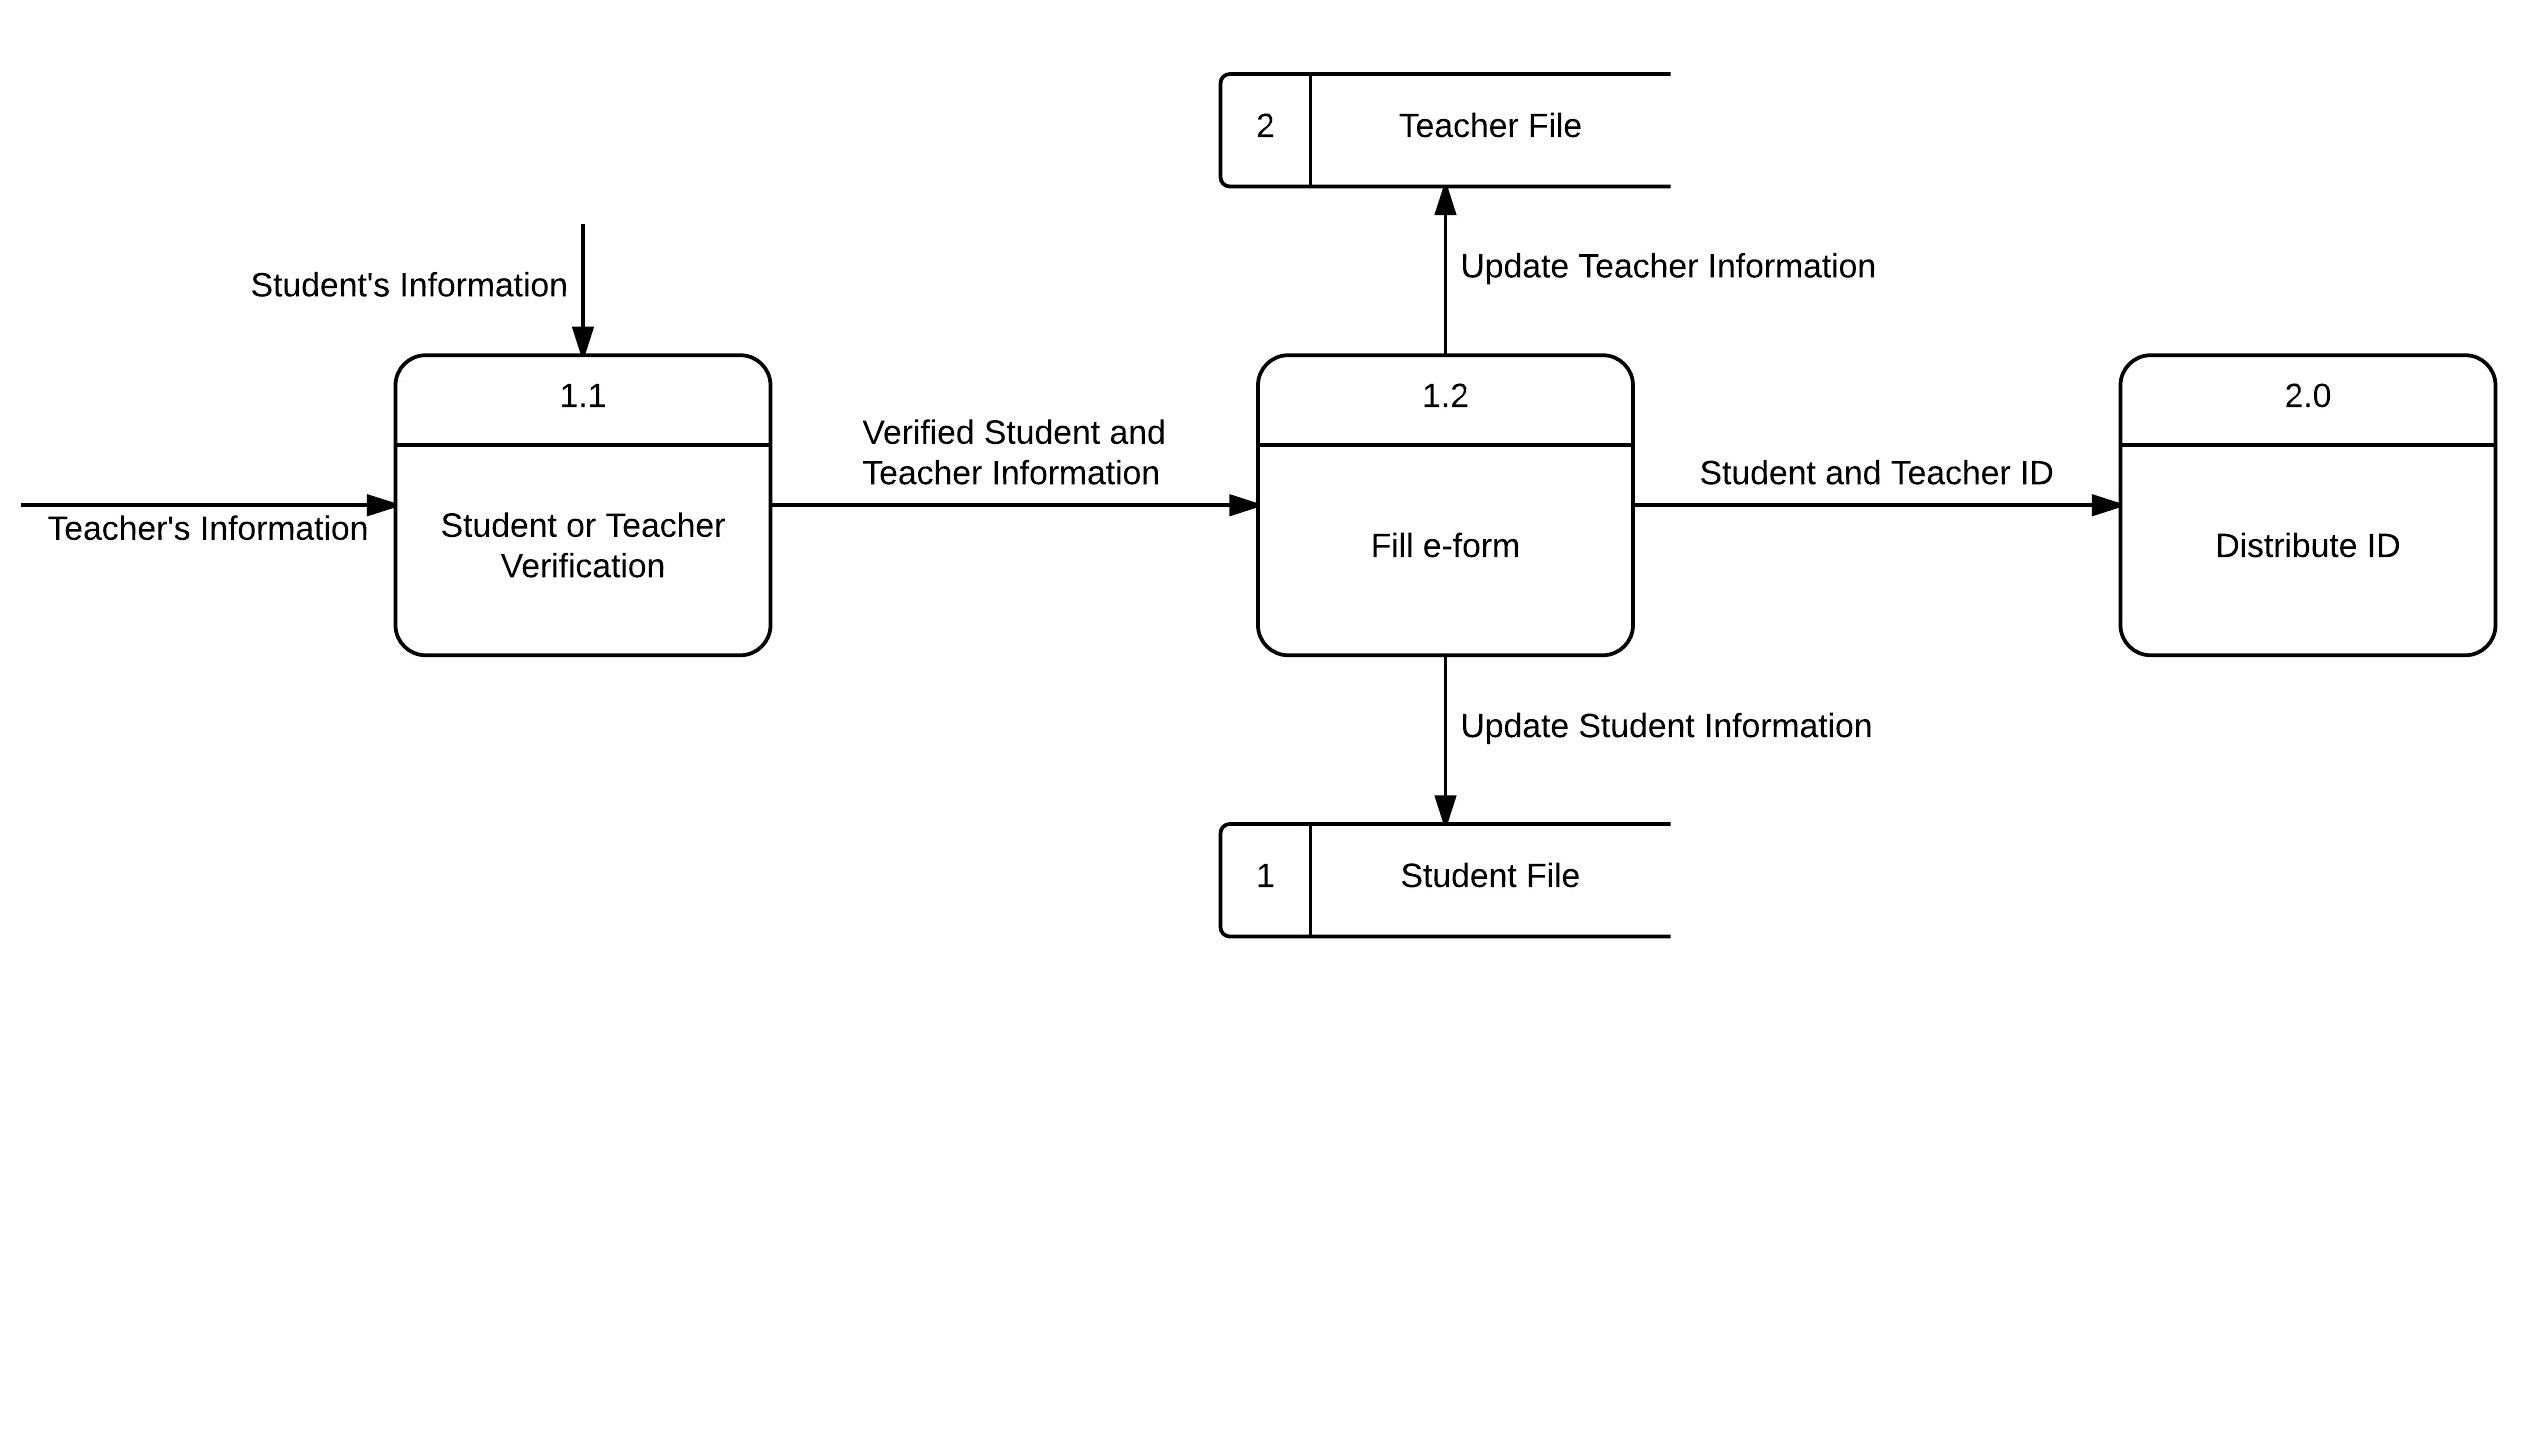 2
Teacher File
Update Teacher Information
Student's Information
1.1
Student or Teacher
Verification
Teacher's Information
Verified Student and
Teacher Information
1.2
Fill e-form
Student and Teacher ID
2.0
Distribute ID
Update Student Information
1
Student File